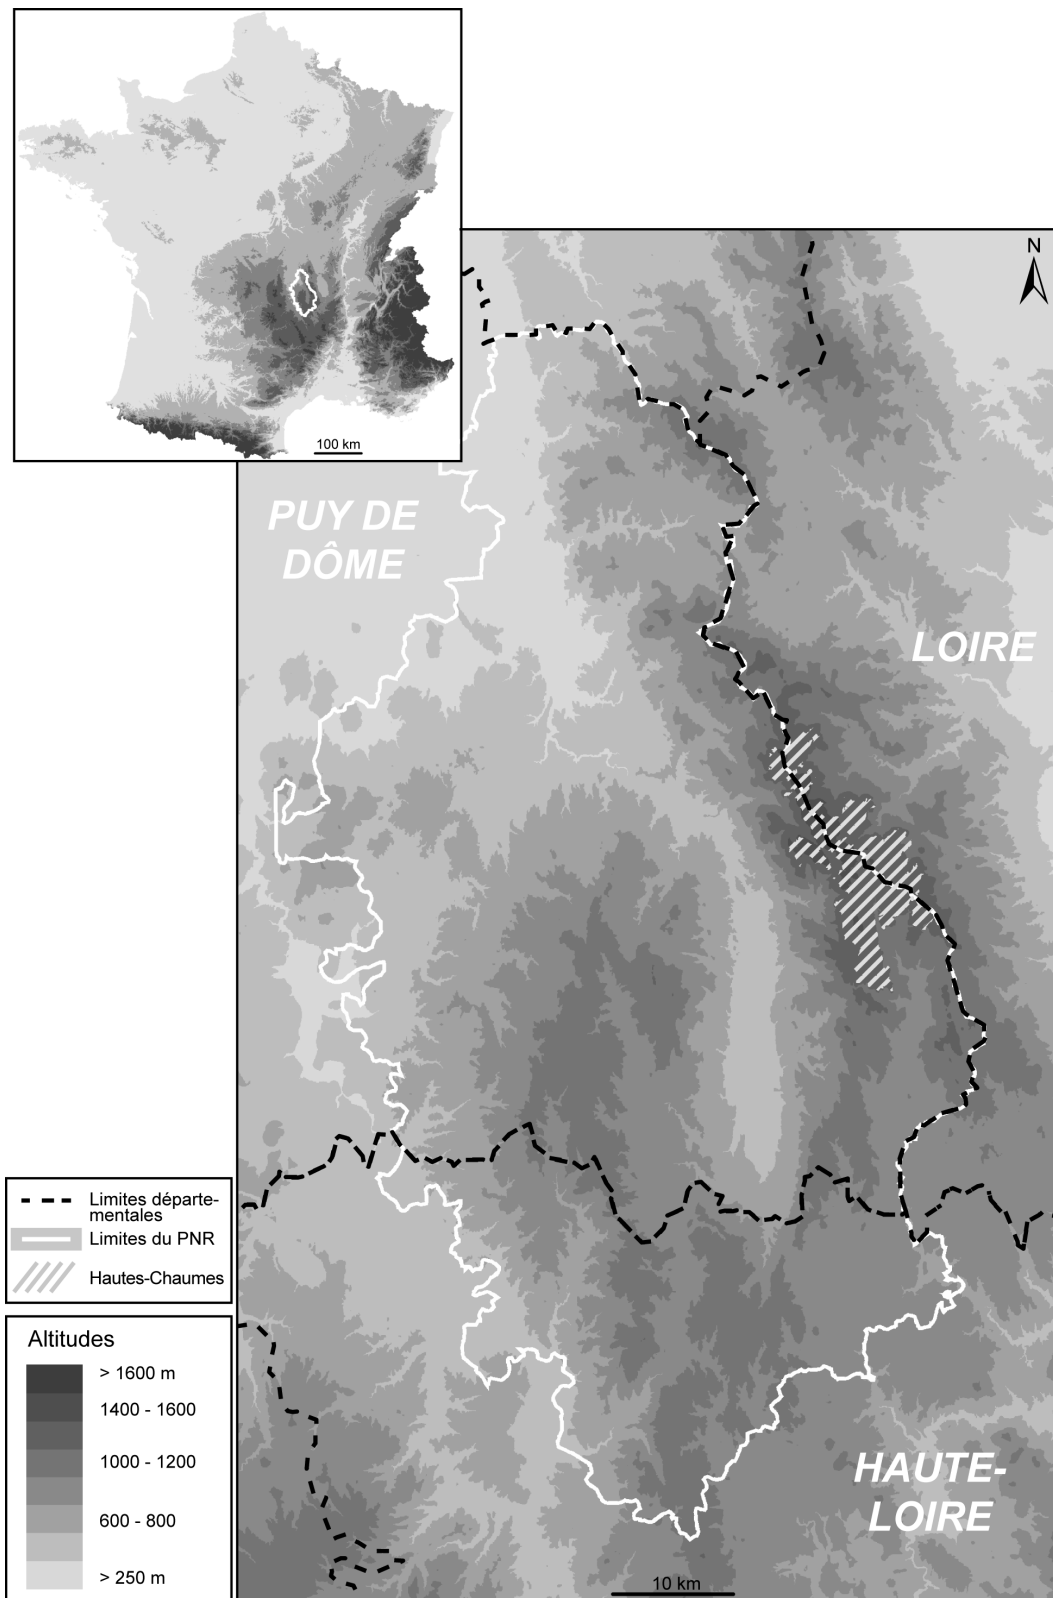 100 km
N
PUY DE
DÔME
LOIRE
Limites départe-
mentales
Limites du PNR
Hautes-Chaumes
Altitudes
> 1600 m
1400 - 1600
1000 - 1200
600 - 800
> 250 m
HAUTE-
LOIRE
10 km